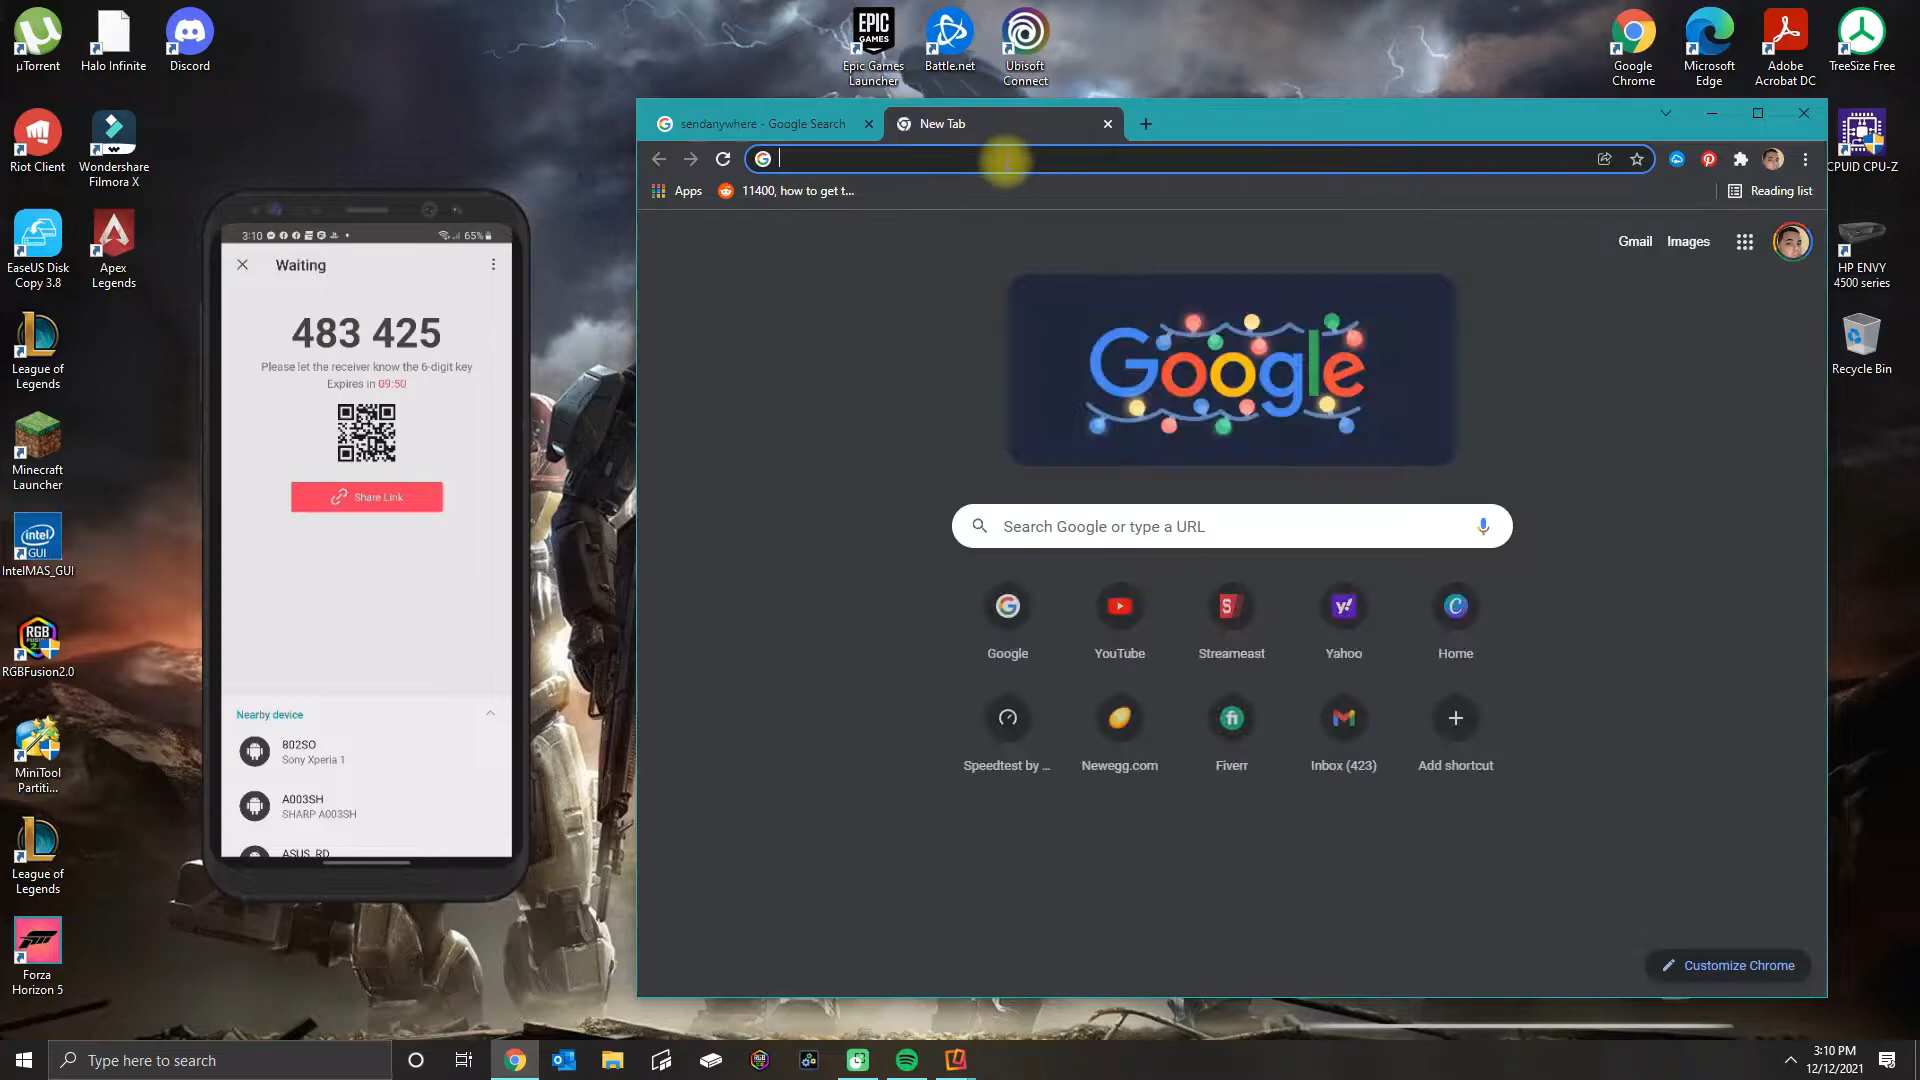 µTorrent
Halo Infinite
Discord
EPIC
GAMES
Epic Games
Launcher
Battle.net
Ubisoft
Connect
Google
Chrome
Microsoft
Edge
Adobe
Acrobat DC
TreeSize Free
Riot Client
Wondershare
Filmora X
EaseUS Disk
Copy 3.8
Apex
Legends
League of
Legends
Minecraft
Launcher
intel
GUI
IntelMAS_GUI
RGB
RGBFusion2.0
MiniTool
Partiti...
League of
Legends
Forza
Horizon 5
3:10
65%
Waiting
483 425
Please let the receiver know the 6-digit key
Expires in 09:50
Share Link
Nearby device
802SO
Sony Xperia 1
A003SH
SHARP A003SH
ASUS_RD
sendanywhere - Google Search
New Tab
Apps
11400, how to get t...
Reading list
Gmail
Images
Google
Search Google or type a URL
Google
YouTube
Streameast
Yahoo
Home
Speedtest by ...
Newegg.com
Fiverr
Inbox (423)
Add shortcut
Customize Chrome
CPUID CPU-Z
HP ENVY
4500 series
Recycle Bin
Type here to search
3:10 PM
12/12/2021